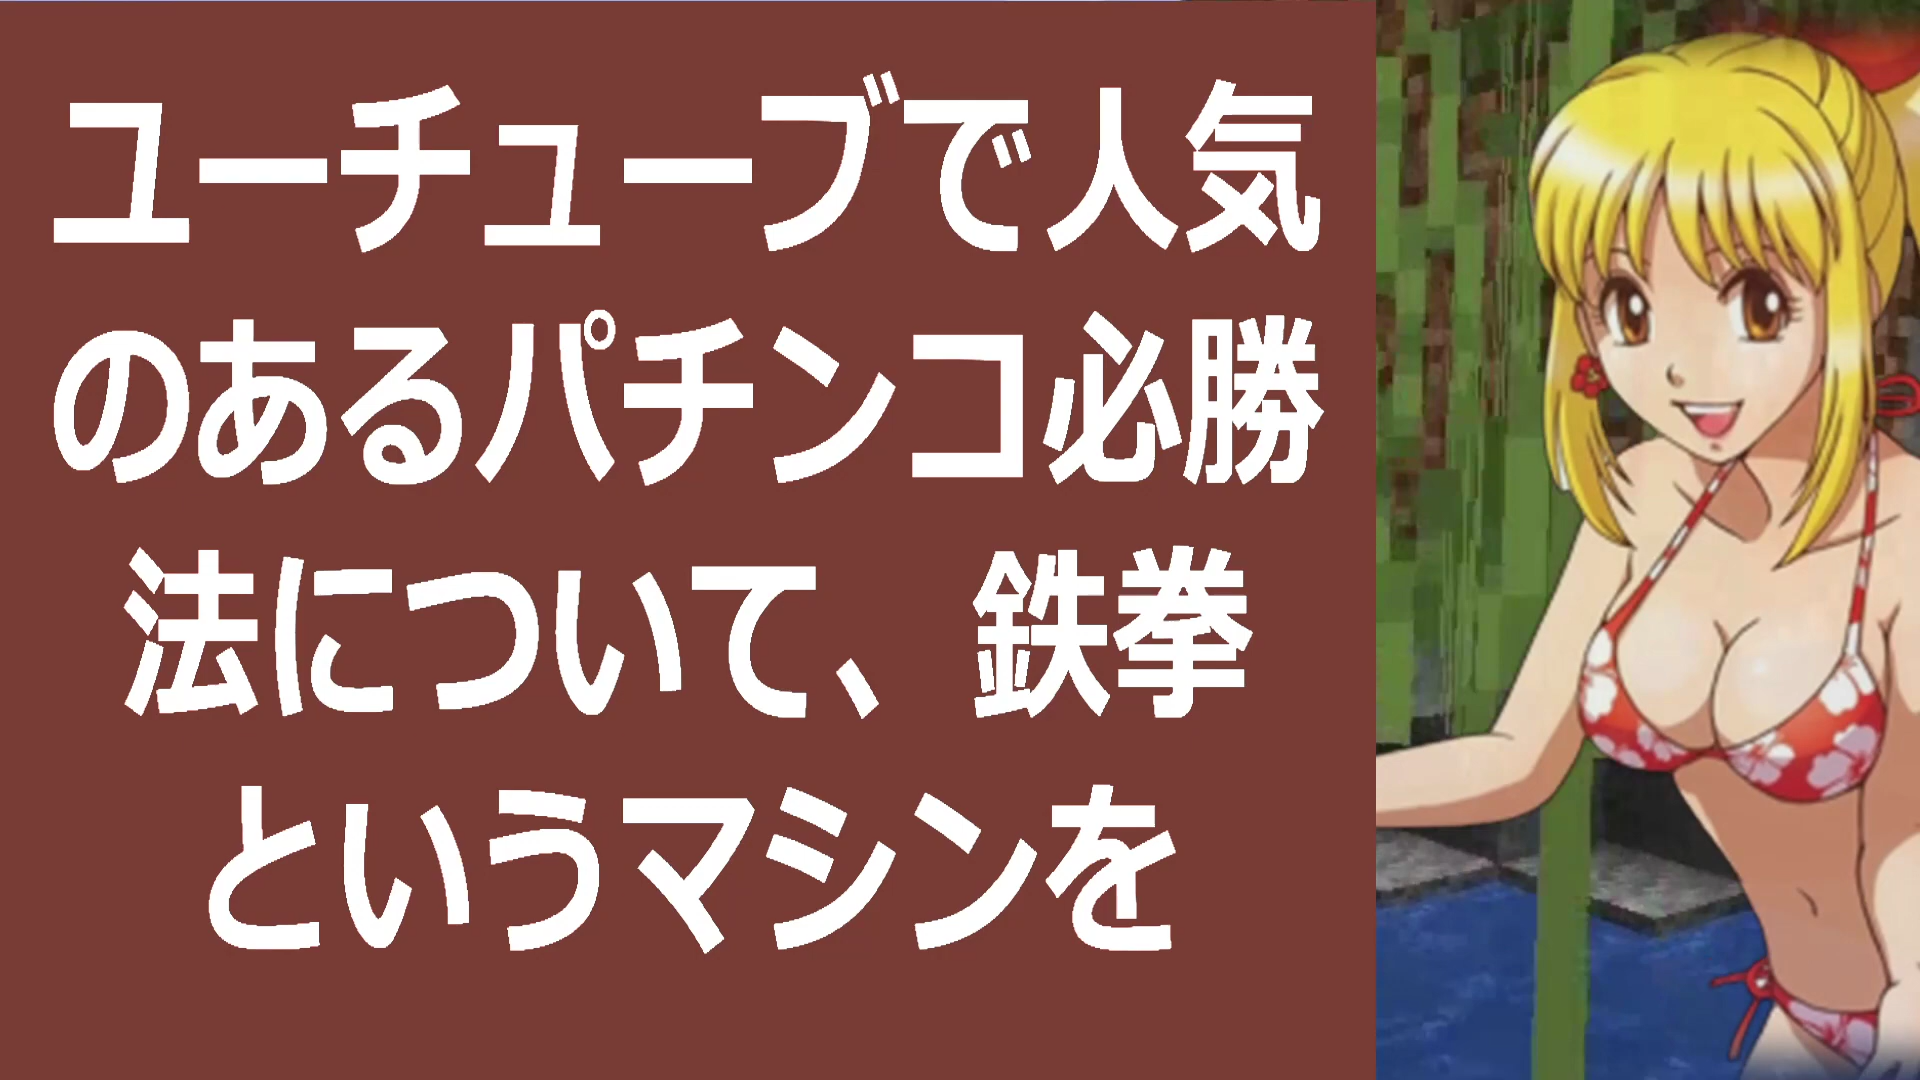 ユーチューブで人気
のあるパチンコ必勝
法について、鉄拳
というマシンを